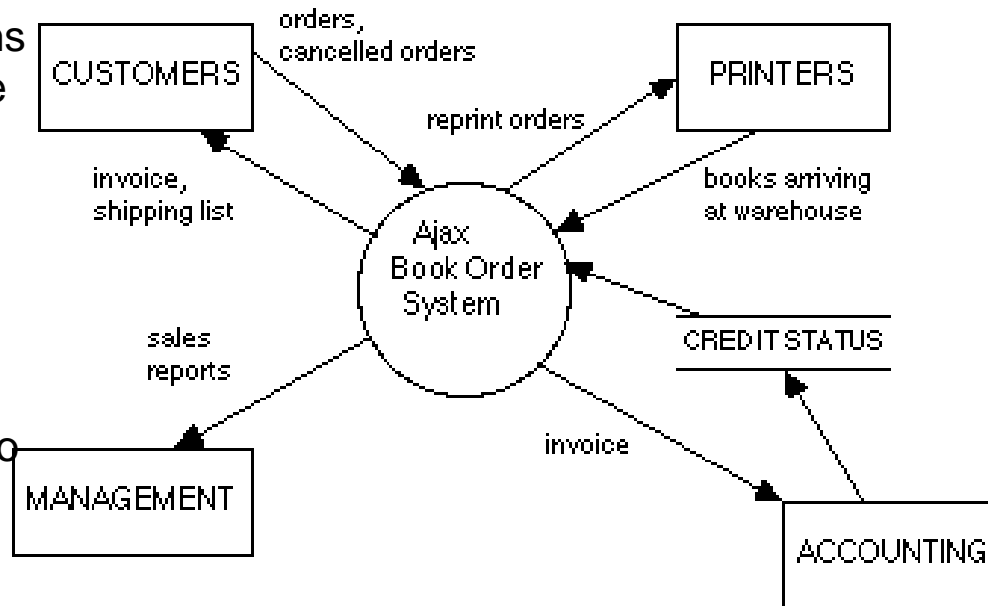 ns
e
o
CUSTOMERS
orders,
cancelled orders
PRINTERS
reprint orders
invoice,
shipping list
books arriving
at warehouse
Ajax
Book Order
System
CREDIT STATUS
sales
reports
invoice
MANAGEMENT
ACCOUNTING